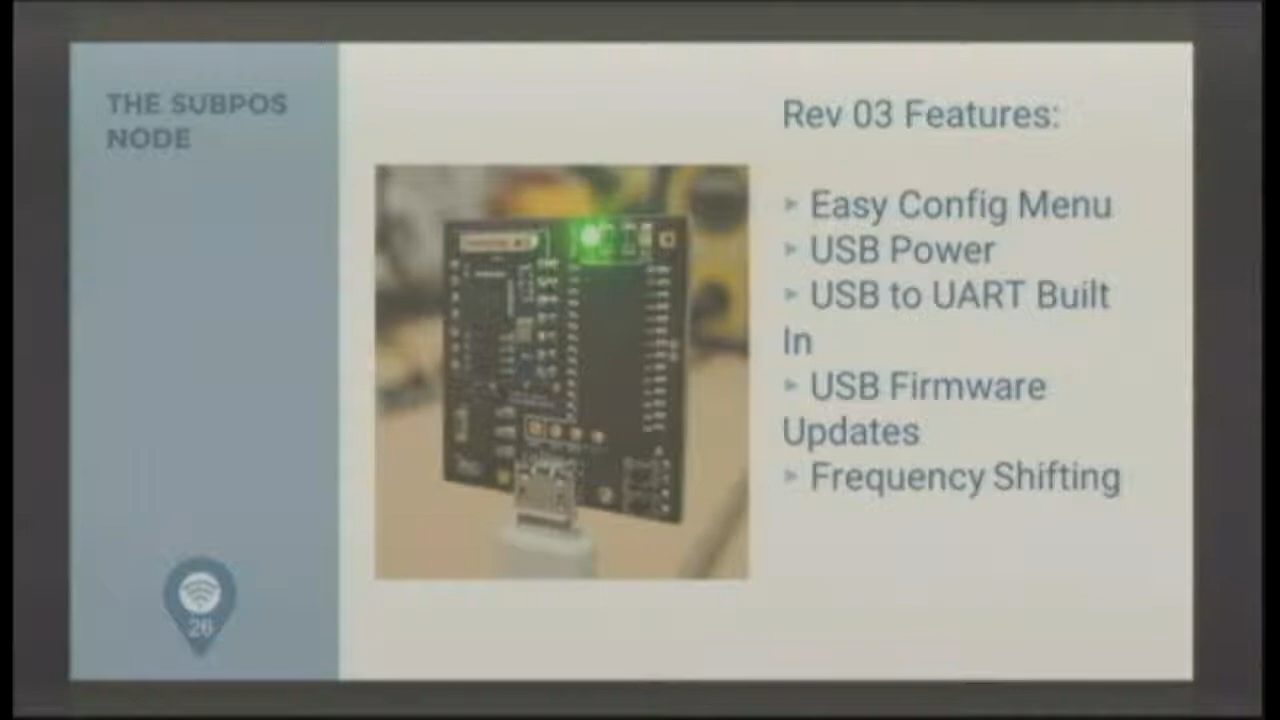 THE SUBPOS
NODE
Rev 03 Features:
▸ Easy Config Menu
▸ USB Power
▸ USB to UART Built
In
▸ USB Firmware
Updates
▸ Frequency Shifting
26